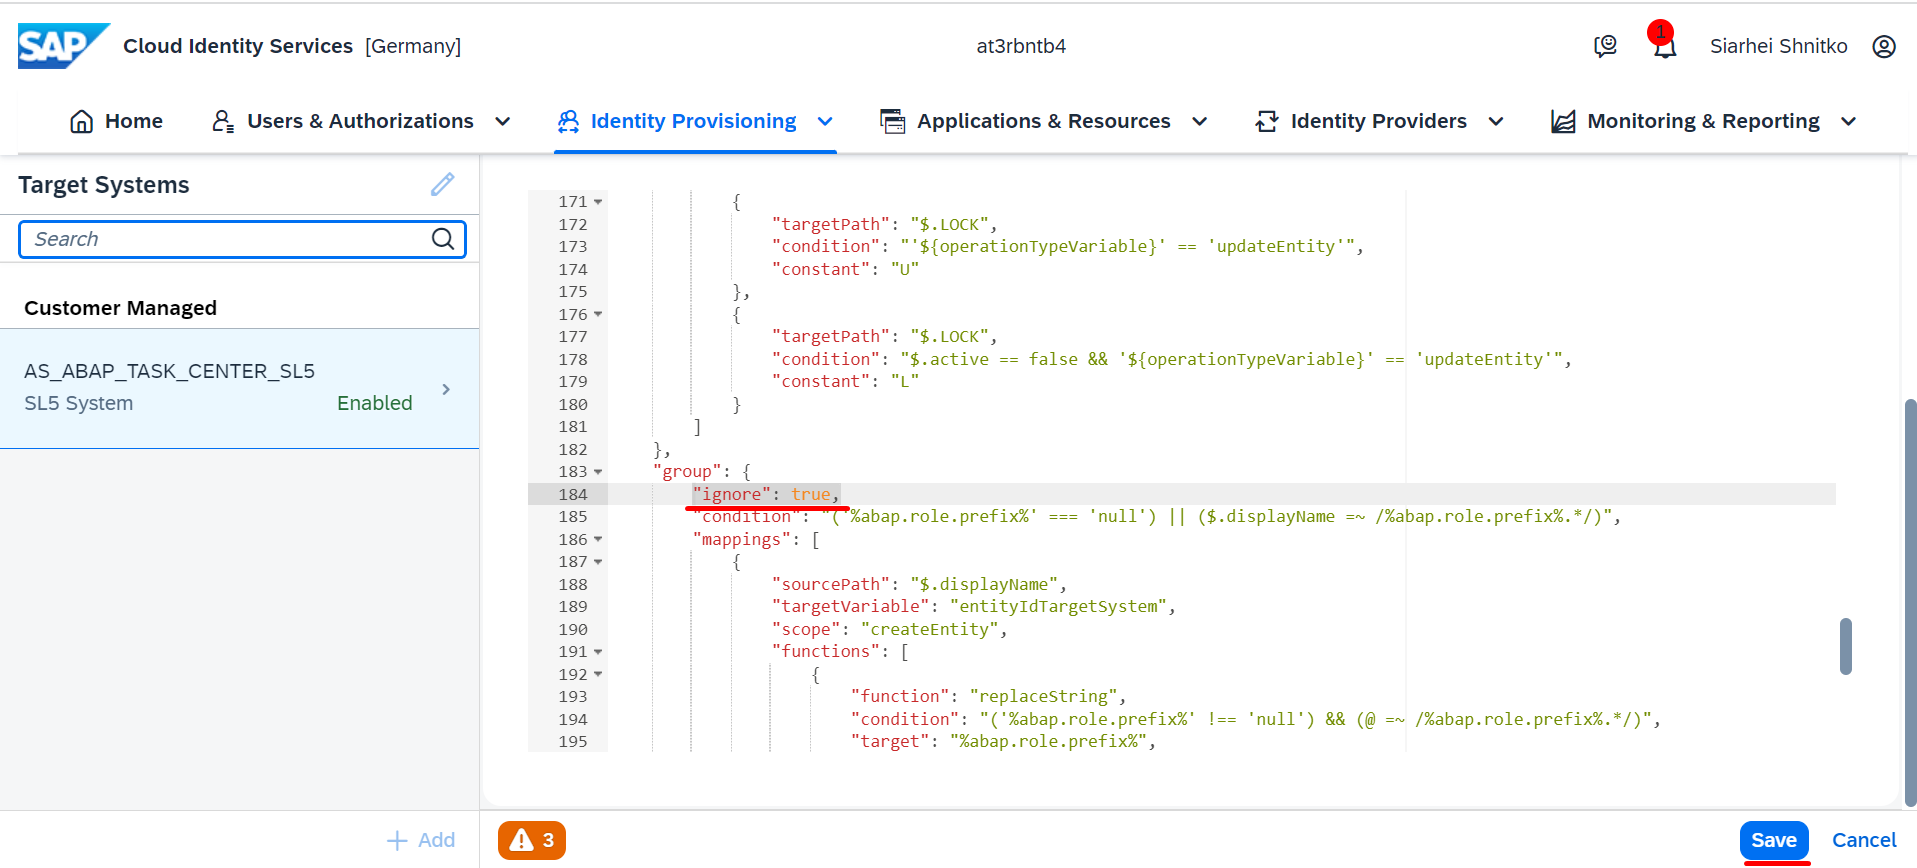 SAP Cloud Identity Services [Germany] at3rbntb4 1 Siarhei Shnitko
Home Users & Authorizations Identity Provisioning Applications & Resources Identity Providers Monitoring & Reporting
Target Systems
Search
Customer Managed
AS_ABAP_TASK_CENTER_SL5
SL5 System Enabled
Add
171 {
172 "targetPath": "$.LOCK",
173 "condition": "'${operationTypeVariable}' == 'updateEntity'",
174 "constant": "U"
175 },
176 {
177 "targetPath": "$.LOCK",
178 "condition": "$.active == false && '${operationTypeVariable}' == 'updateEntity'",
179 "constant": "L"
180 }
181 ]
182 },
183 "group": {
184 "ignore": true,
185 "condition": "('%abap.role.prefix%' === 'null') || ($.displayName =~ /%abap.role.prefix%.*/)",
186 "mappings": [
187 {
188 "sourcePath": "$.displayName",
189 "targetVariable": "entityIdTargetSystem",
190 "scope": "createEntity",
191 "functions": [
192 {
193 "function": "replaceString",
194 "condition": "('%abap.role.prefix%' !== 'null') && (@ =~ /%abap.role.prefix%.*/)",
195 "target": "%abap.role.prefix%",
3 Save Cancel